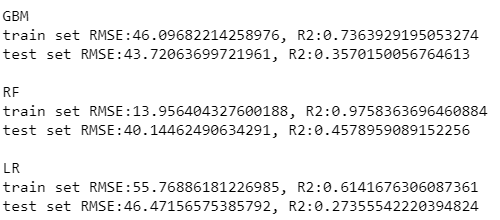 GBM
train set RMSE:46.09682214258976, R2:0.7363929195053274
test set RMSE:43.72063699721961, R2:0.3570150056764613
RF
train set RMSE:13.956404327600188, R2:0.9758363696460884
test set RMSE:40.14462490634291, R2:0.4578959089152256
LR
train set RMSE:55.76886181226985, R2:0.6141676306087361
test set RMSE:46.47156575385792, R2:0.27355542220394824